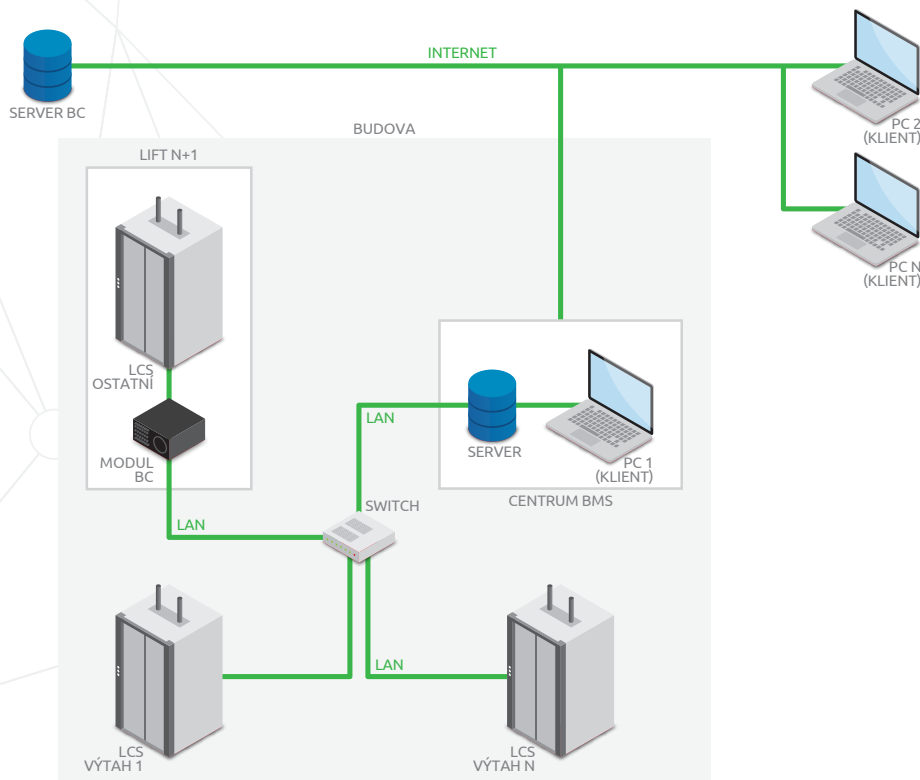 INTERNET
SERVER BC
PC 2
(KLIENT)
BUDOVA
LIFT N+1
PC N
(KLIENT)
LCS
OSTATNÍ
LAN
MODUL
BC
SERVER
PC 1
(KLIENT)
CENTRUM BMS
SWITCH
LAN
LAN
LCS
VÝTAH 1
LCS
VÝTAH N